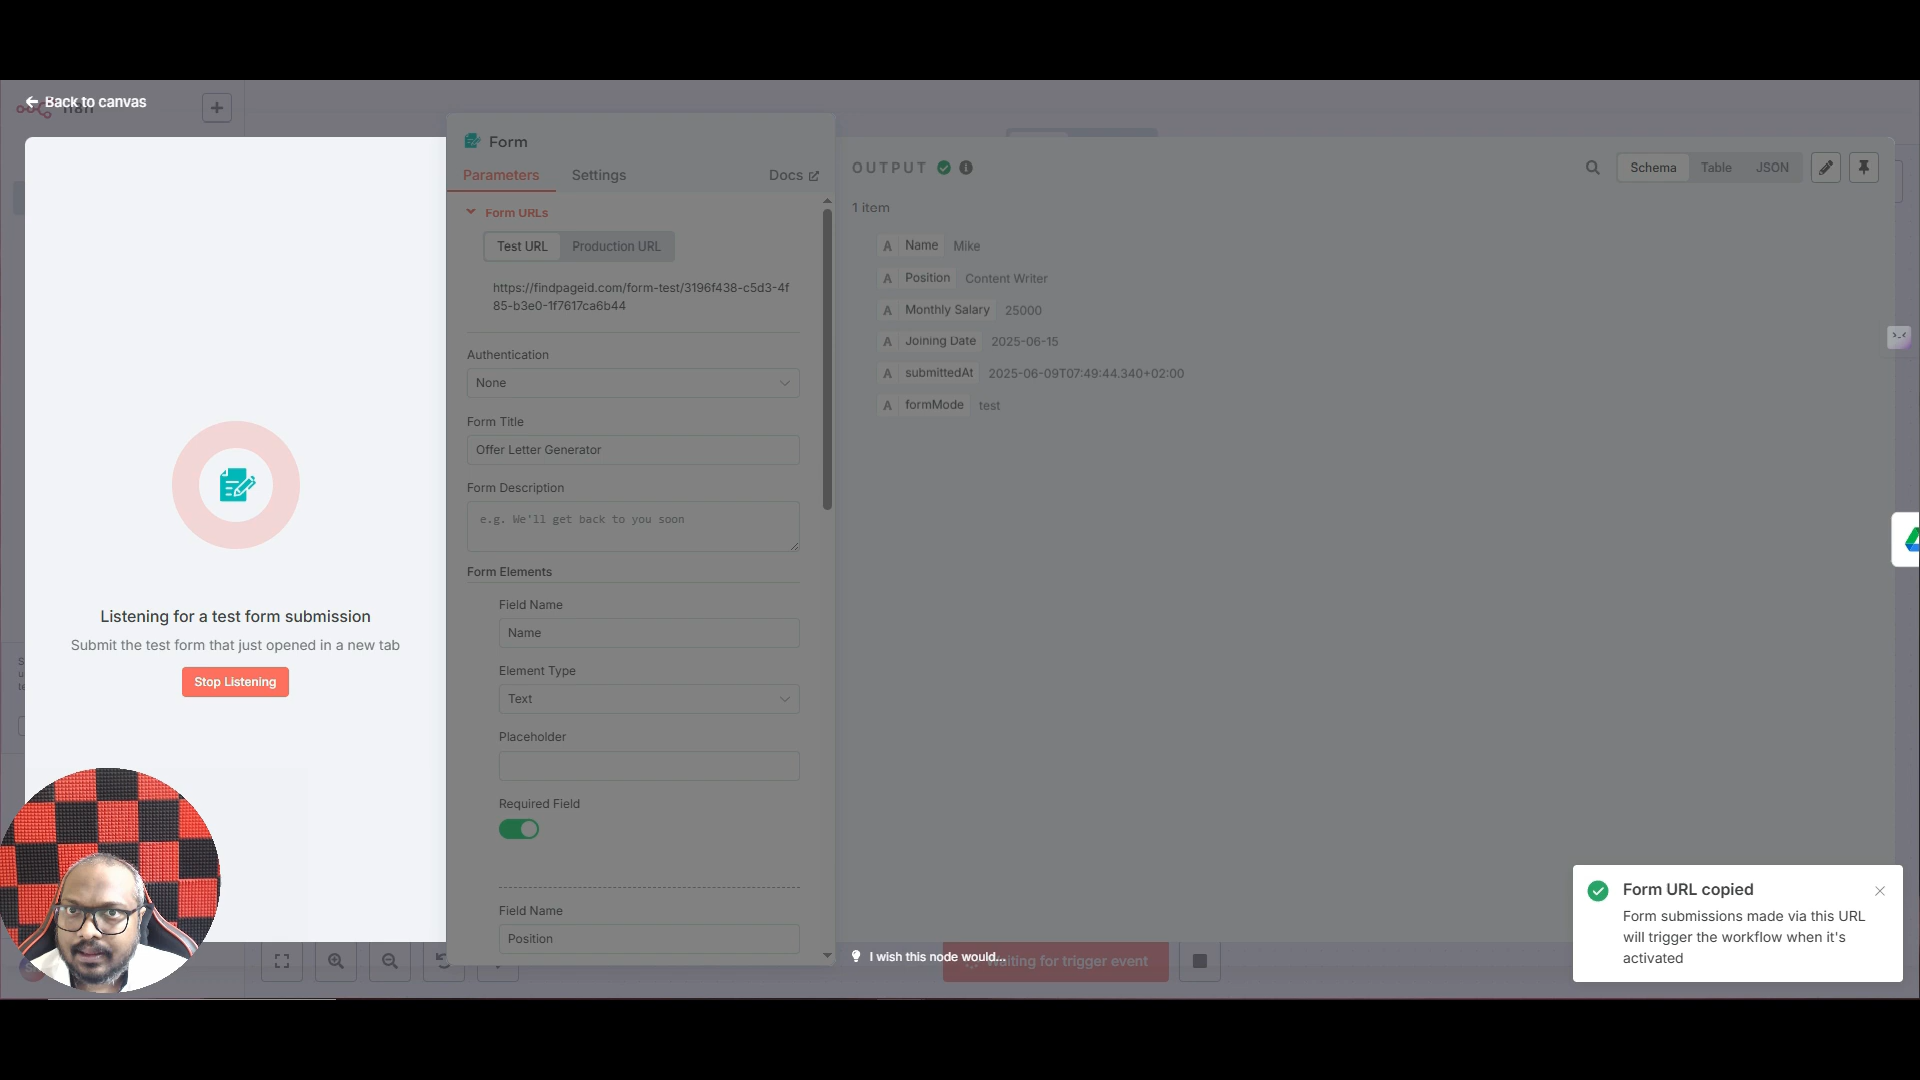 Back to canvas
Form
Parameters
Settings
Docs
Form URLs
Test URL
Production URL
https://findpageid.com/form-test/3196f438-c5d3-4f
85-b3e0-1f7617ca6b44
Authentication
None
Form Title
Offer Letter Generator
Form Description
e.g. We'll get back to you soon
Form Elements
Field Name
Name
Element Type
Text
Placeholder
Required Field
Field Name
Position
Listening for a test form submission
Submit the test form that just opened in a new tab
Stop Listening
OUTPUT
Schema
Table
JSON
1 item
A Name Mike
A Position Content Writer
A Monthly Salary 25000
A Joining Date 2025-06-15
A submittedAt 2025-06-09T07:49:44.340+02:00
A formMode test
I wish this node would...
Waiting for trigger event
Form URL copied
Form submissions made via this URL
will trigger the workflow when it's
activated